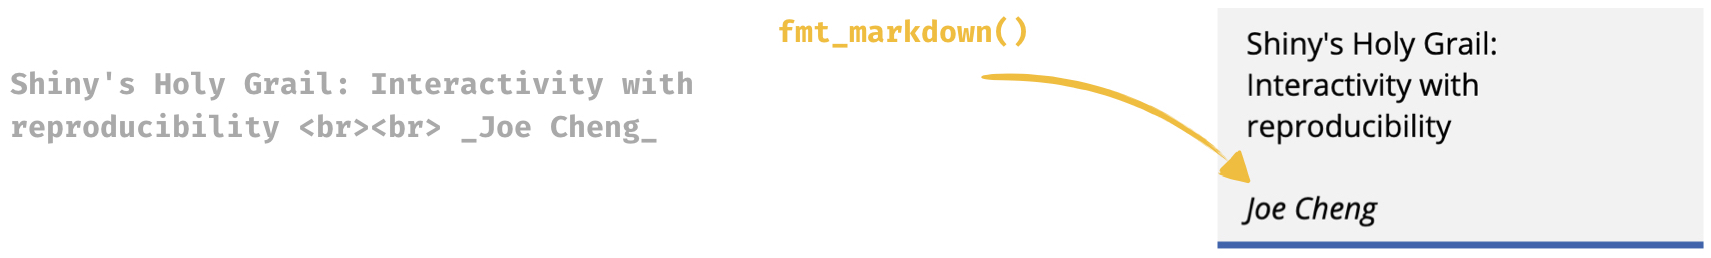 fmt_markdown()
Shiny's Holy Grail: Interactivity with
reproducibility <br><br> _Joe Cheng_
Shiny's Holy Grail:
Interactivity with
reproducibility
Joe Cheng